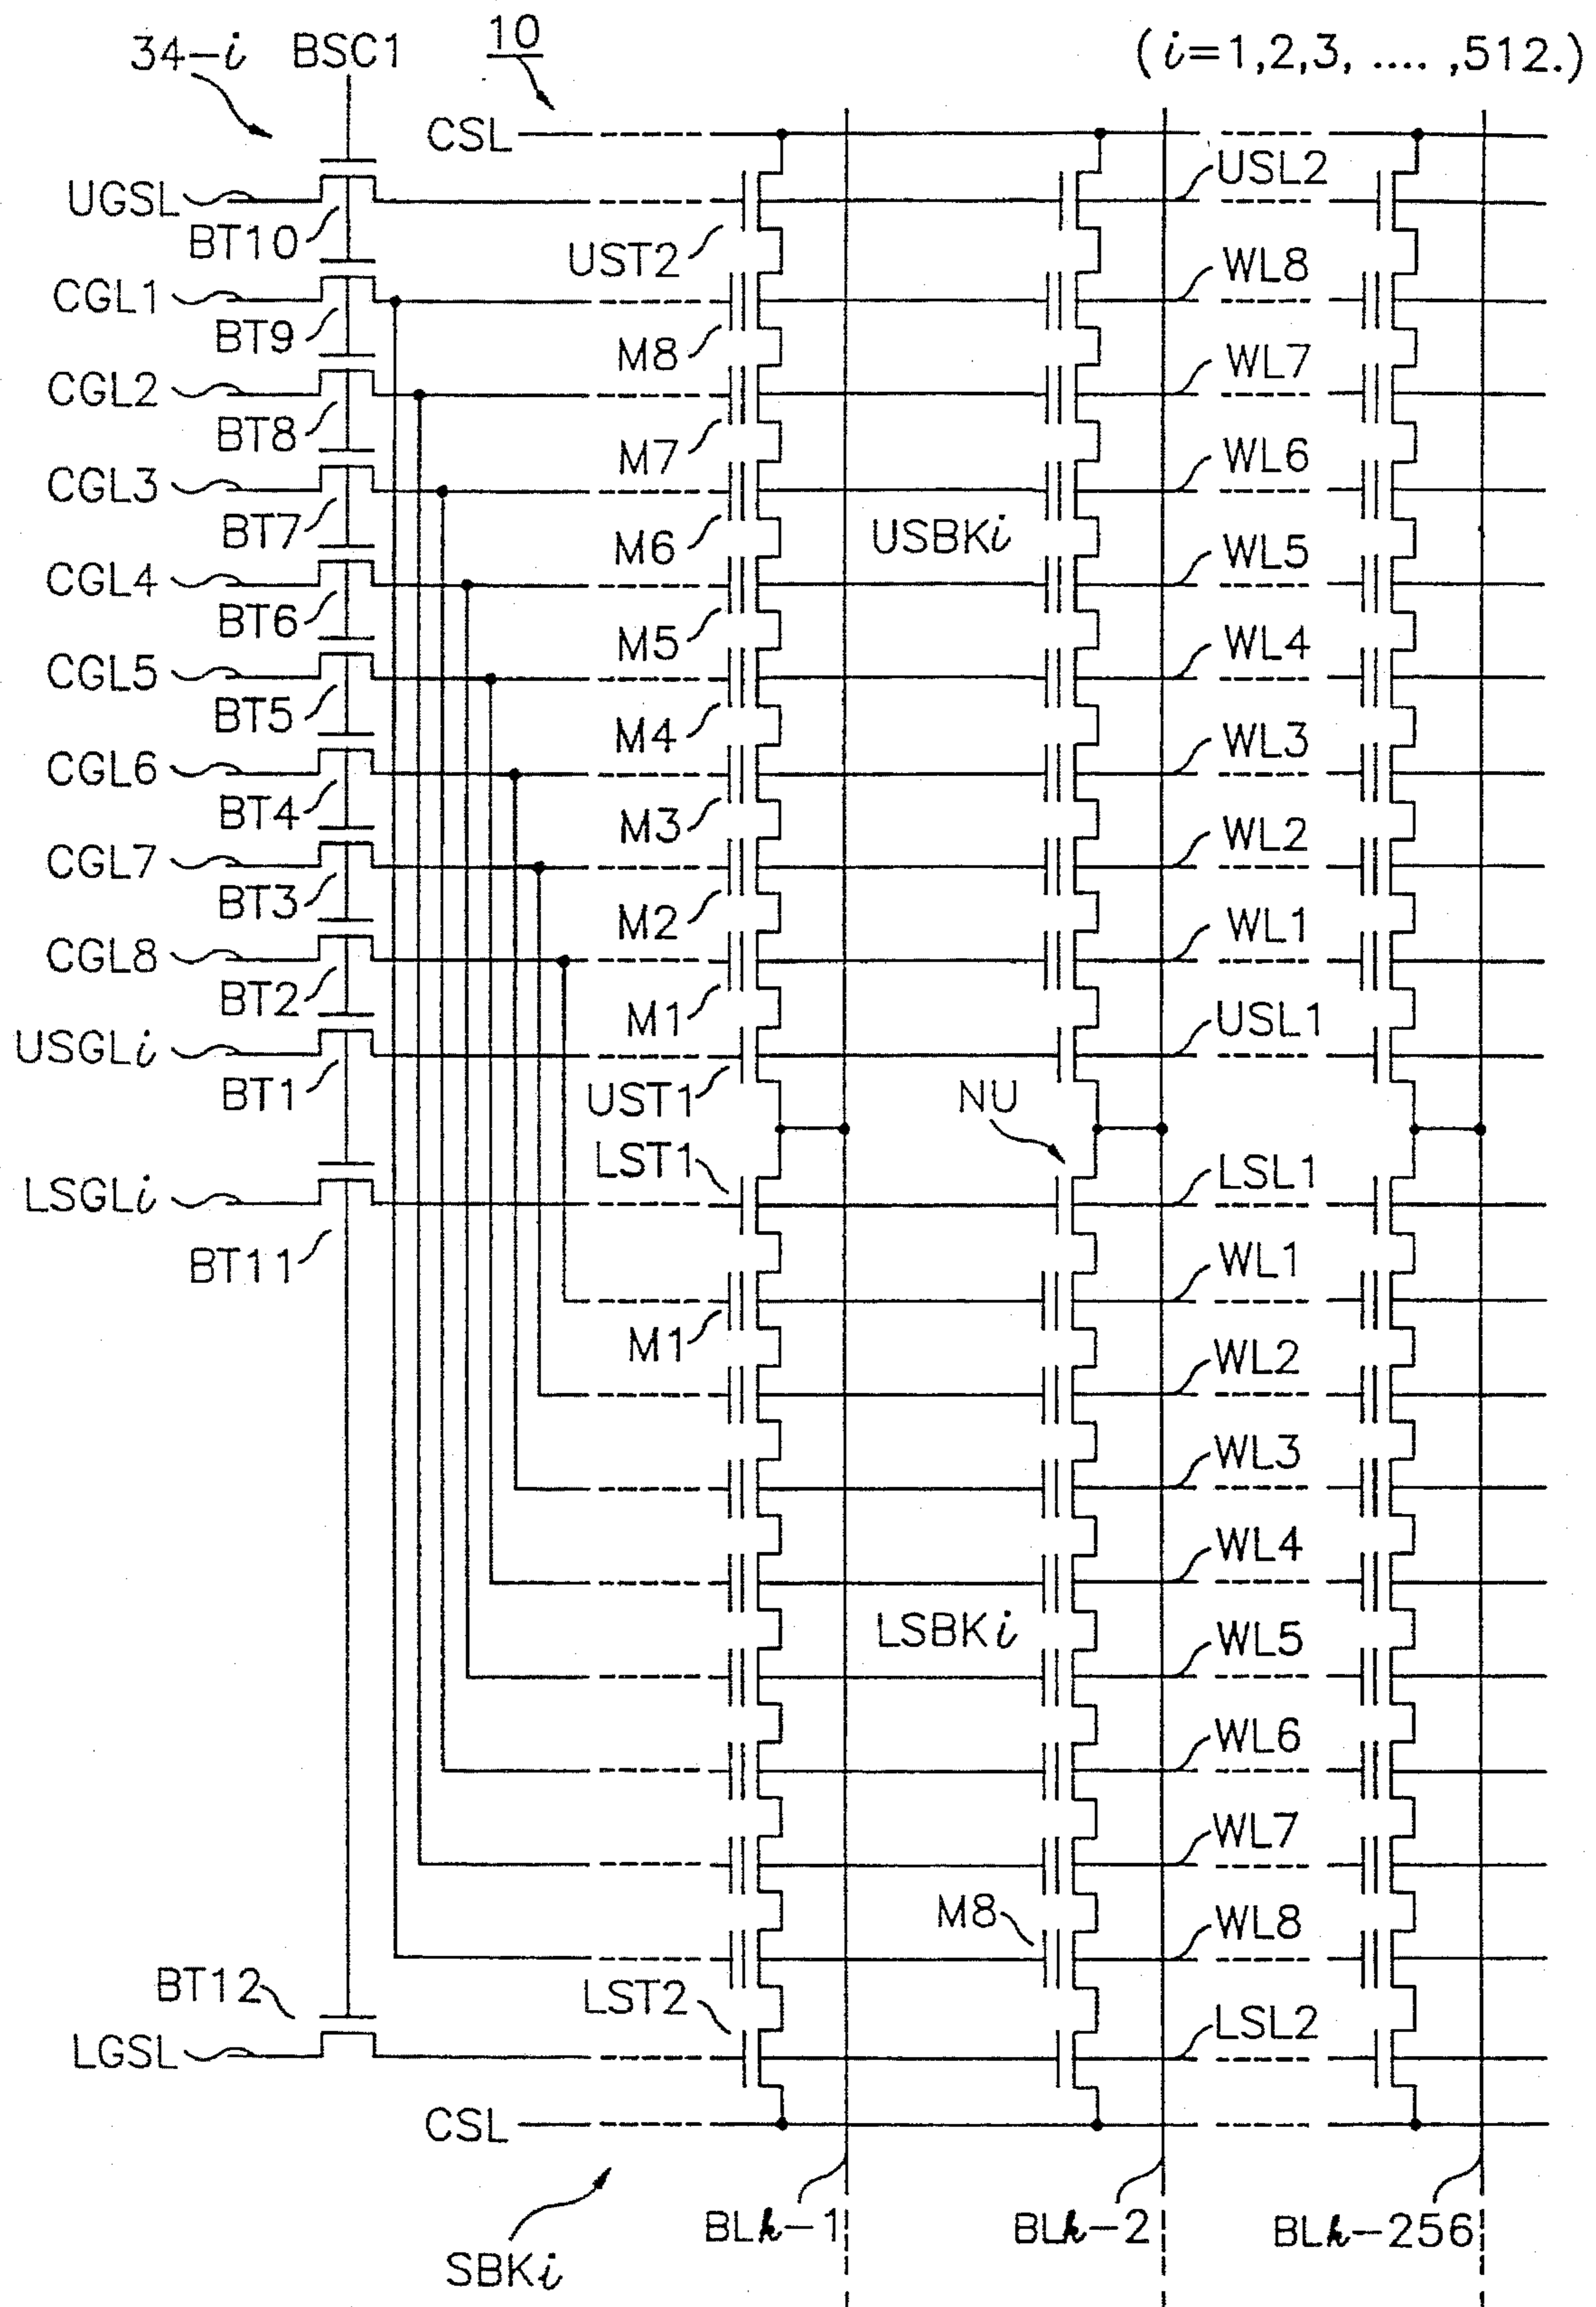 34-i BSC1 10 (i=1,2,3, .... ,512.)
CSL
UGSL BT10 UST2 USL2
CGL1 BT9 M8 WL8
CGL2 BT8 M7 WL7
CGL3 BT7 M6 USBKi WL6
CGL4 BT6 M5 WL5
CGL5 BT5 M4 WL4
CGL6 BT4 M3 WL3
CGL7 BT3 M2 WL2
CGL8 BT2 M1 WL1
USGLi BT1 UST1 NU USL1
LSGLi BT11 LST1 LSL1
M1 WL1
WL2
WL3
WL4
LSBKi WL5
WL6
WL7
M8 WL8
BT12 LST2 LSL2
LGSL
CSL
BLk-1 BLk-2 BLk-256
SBKi